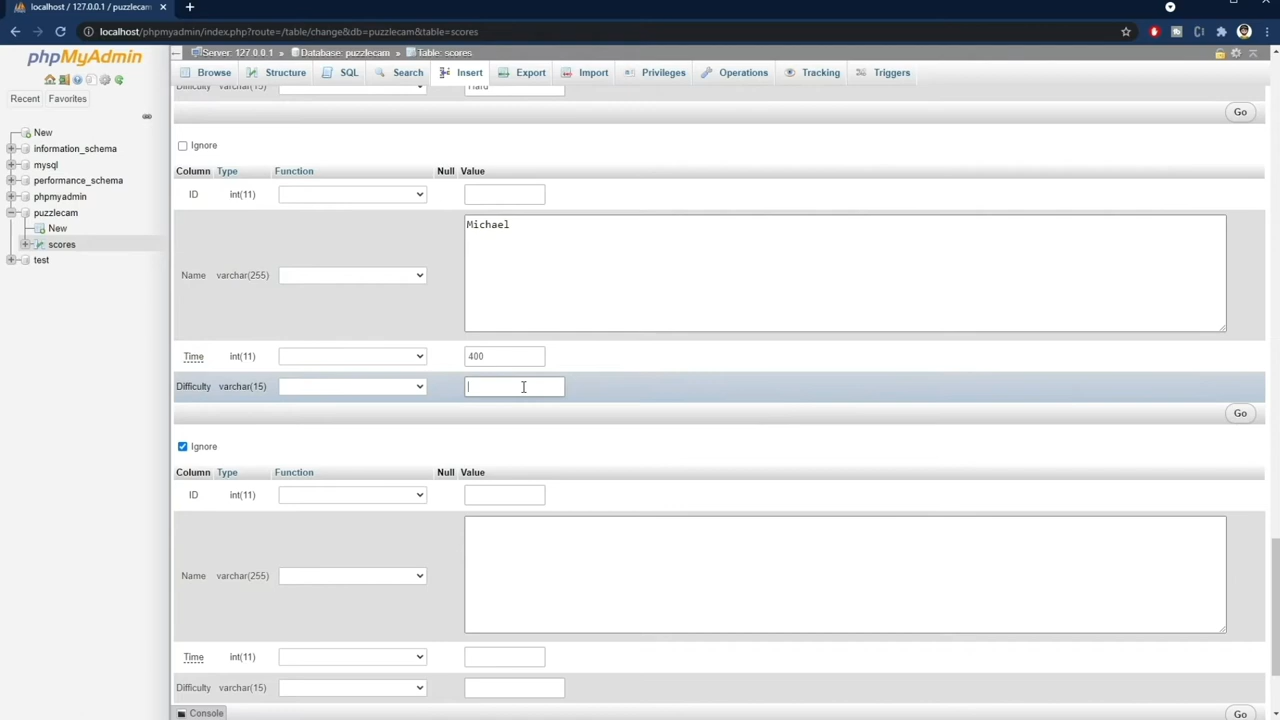 localhost / 127.0.0.1 / puzzlecam
localhost/phpmyadmin/index.php?route=/table/change&db=puzzlecam&table=scores
phpMyAdmin
Recent Favorites
New
information_schema
mysql
performance_schema
phpmyadmin
puzzlecam
New
scores
test
Server: 127.0.0.1 » Database: puzzlecam » Table: scores
Browse Structure SQL Search Insert Export Import Privileges Operations Tracking Triggers
Difficulty varchar(15) Hard
Go
Ignore
Column Type Function Null Value
ID int(11)
Name varchar(255) Michael
Time int(11) 400
Difficulty varchar(15)
Go
Ignore
Column Type Function Null Value
ID int(11)
Name varchar(255)
Time int(11)
Difficulty varchar(15)
Console Go